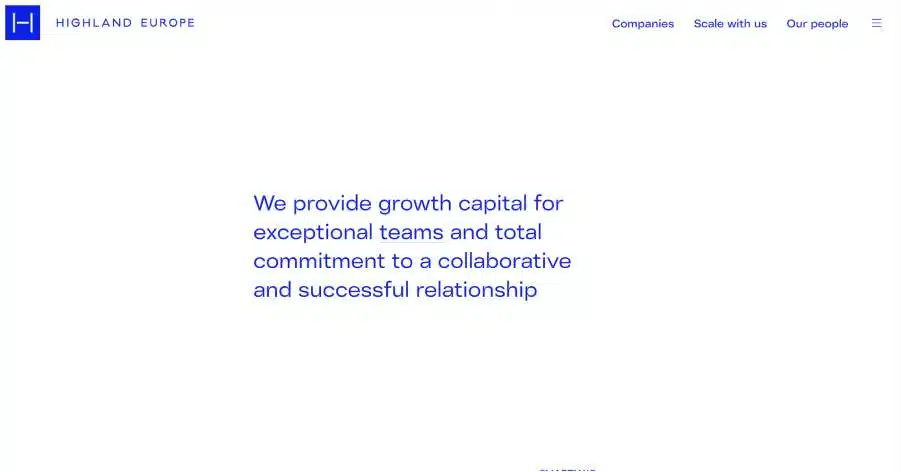 HIGHLAND EUROPE
Companies
Scale with us
Our people
We provide growth capital for
exceptional teams and total
commitment to a collaborative
and successful relationship